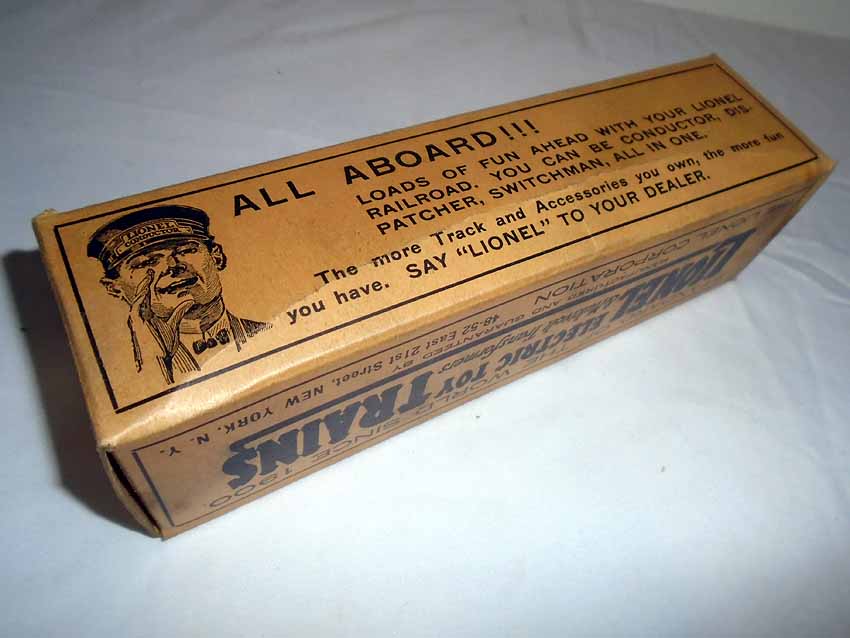 ALL ABOARD!!!
LOADS OF FUN AHEAD WITH YOUR LIONEL
RAILROAD. YOU CAN BE CONDUCTOR, DIS-
PATCHER, SWITCHMAN, ALL IN ONE.
The more Track and Accessories you own, the more fun
you have. SAY "LIONEL" TO YOUR DEALER.
LIONEL
CONDUCTOR
THE WORLD SINCE 1900.
LIONEL ELECTRIC TOY TRAINS
& Multivolt Transformers
MANUFACTURED AND GUARANTEED BY
LIONEL CORPORATION
48-52 East 21st Street, NEW YORK, N. Y.